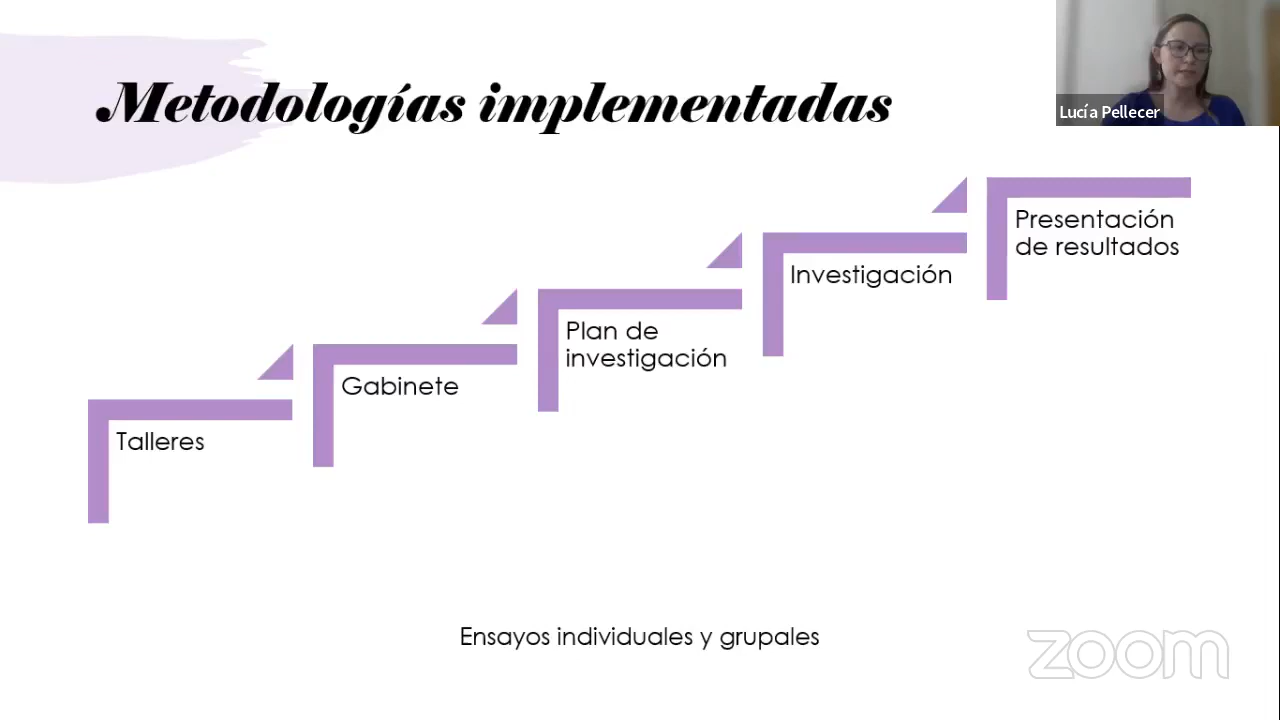 Metodologías implementadas
Lucía Pellecer
Presentación
de resultados
Investigación
Plan de
investigación
Gabinete
Talleres
Ensayos individuales y grupales
zoom